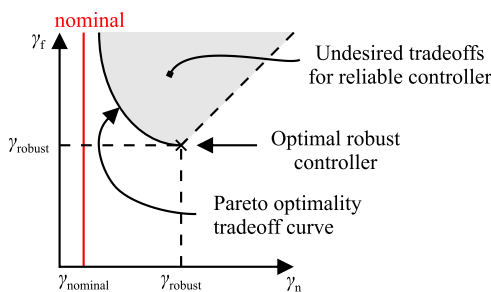 nominal
γf
Undesired tradeoffs
for reliable controller
γrobust
Optimal robust
controller
Pareto optimality
tradeoff curve
γnominal
γrobust
γn